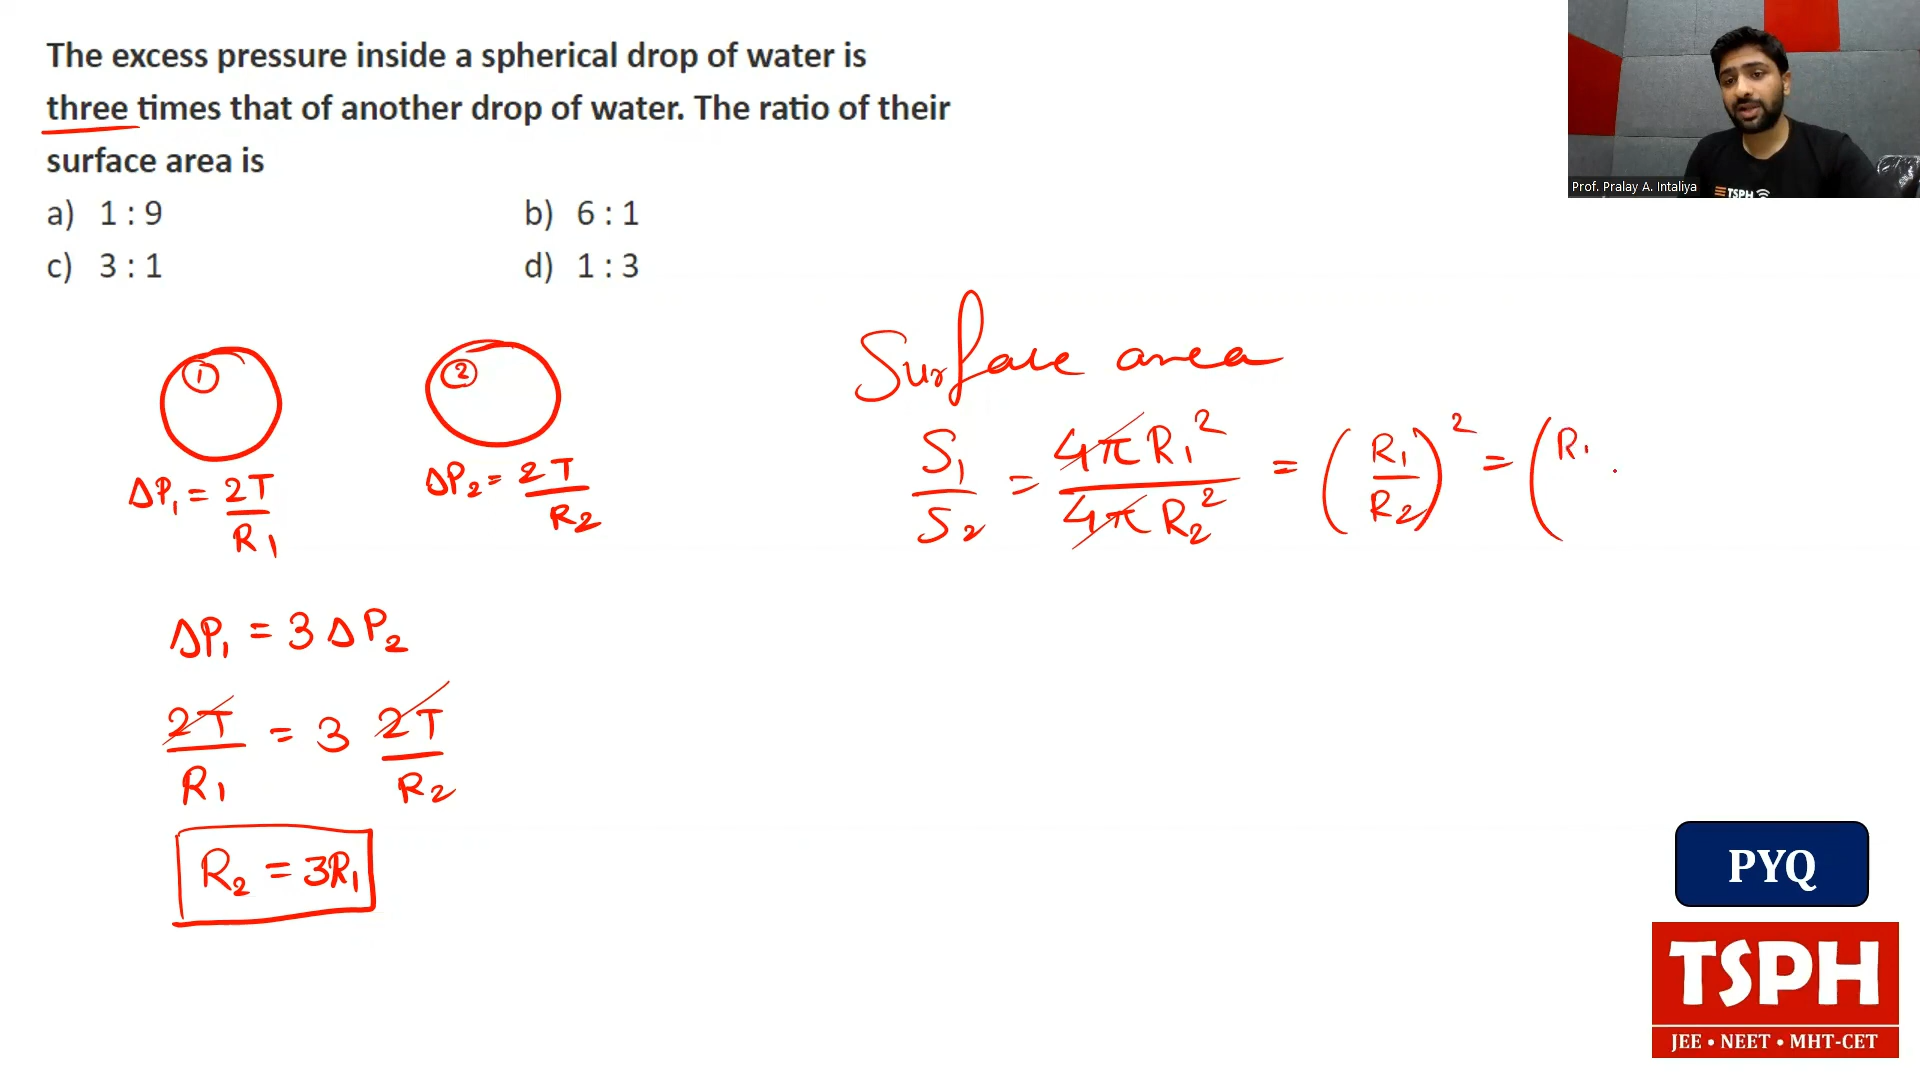 The excess pressure inside a spherical drop of water is
three times that of another drop of water. The ratio of their
surface area is
a) 1 : 9
b) 6 : 1
c) 3 : 1
d) 1 : 3
Prof. Pralay A. Intaliya
TSPH
① ②
ΔP₁ = 2T/R₁
ΔP₂ = 2T/R₂
ΔP₁ = 3 ΔP₂
2T/R₁ = 3 2T/R₂
R₂ = 3R₁
Surface area
S₁/S₂ = 4πR₁²/4πR₂² = (R₁/R₂)² = (R₁
PYQ
TSPH
JEE • NEET • MHT-CET